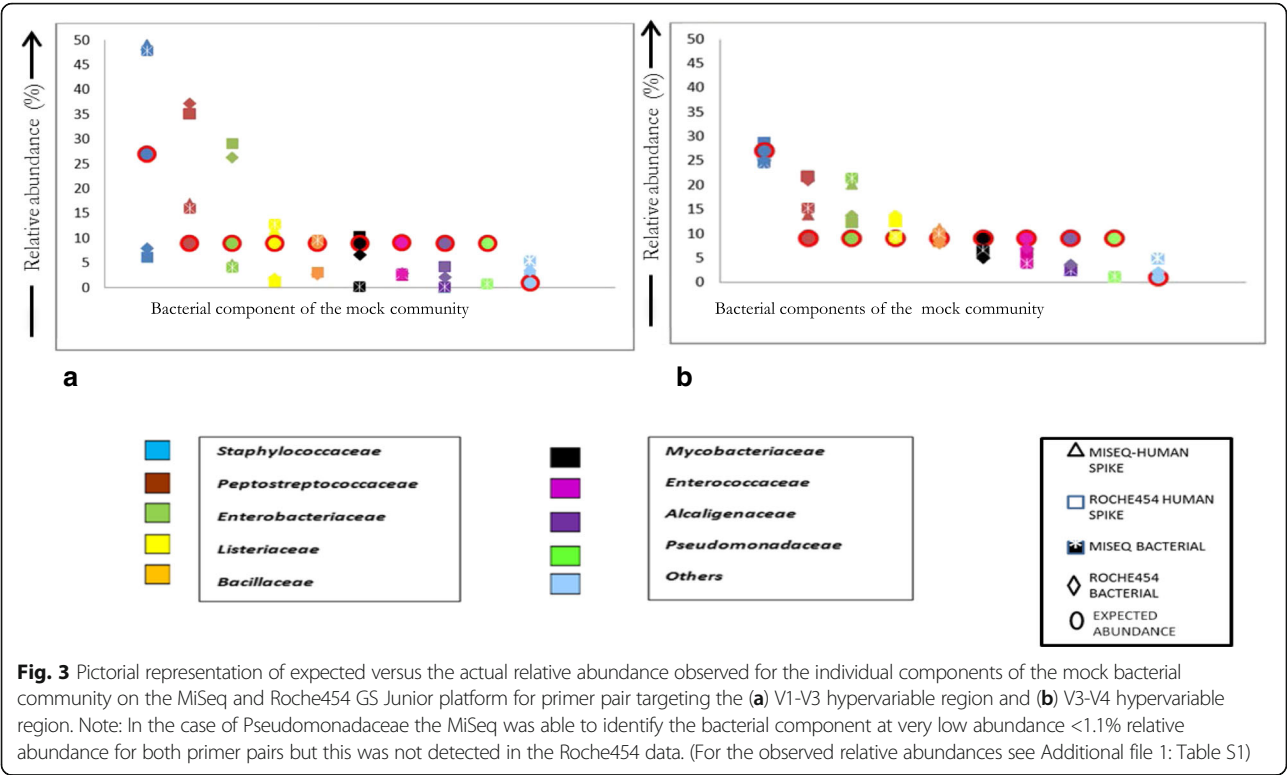 Relative abundance (%)
50
45
40
35
30
25
20
15
10
5
0
Bacterial component of the mock community
a
Relative abundance (%)
50
45
40
35
30
25
20
15
10
5
0
Bacterial components of the mock community
b
Staphylococcaceae
Peptostreptococcaceae
Enterobacteriaceae
Listeriaceae
Bacillaceae
Mycobacteriaceae
Enterococcaceae
Alcaligenaceae
Pseudomonadaceae
Others
MISEQ-HUMAN
SPIKE
ROCHE454 HUMAN
SPIKE
MISEQ BACTERIAL
ROCHE454
BACTERIAL
EXPECTED
ABUNDANCE
Fig. 3 Pictorial representation of expected versus the actual relative abundance observed for the individual components of the mock bacterial
community on the MiSeq and Roche454 GS Junior platform for primer pair targeting the (a) V1-V3 hypervariable region and (b) V3-V4 hypervariable
region. Note: In the case of Pseudomonadaceae the MiSeq was able to identify the bacterial component at very low abundance <1.1% relative
abundance for both primer pairs but this was not detected in the Roche454 data. (For the observed relative abundances see Additional file 1: Table S1)